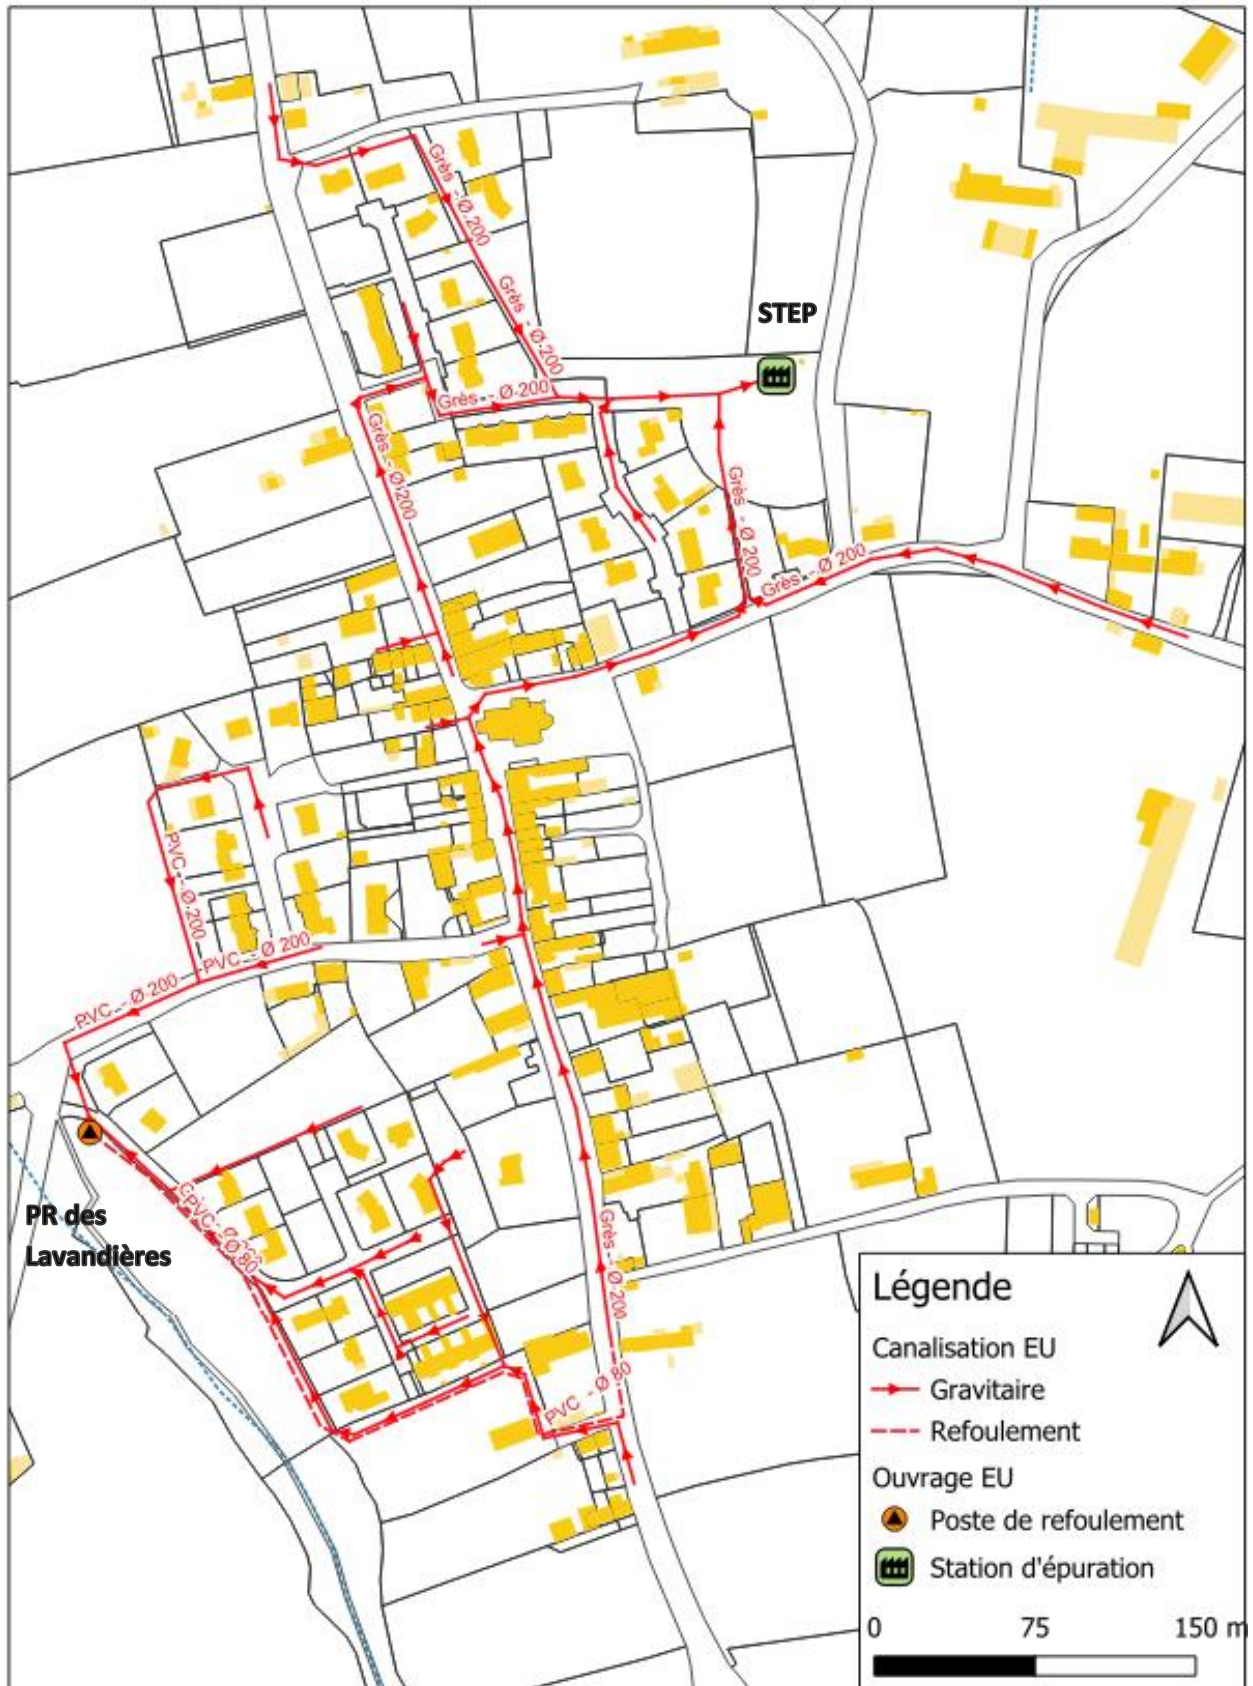 Grès - Ø 200
Grès - Ø 200
STEP
Grès - Ø 200
Grès - Ø 200
Grès - Ø 200
Grès - Ø 200
PVC - Ø 200
PVC - Ø 200
PVC - Ø 200
PR des
Lavandières
PVC - Ø 80
Grès - Ø 200
PVC - Ø 80
Légende
Canalisation EU
Gravitaire
Refoulement
Ouvrage EU
Poste de refoulement
Station d'épuration
0 75 150 m